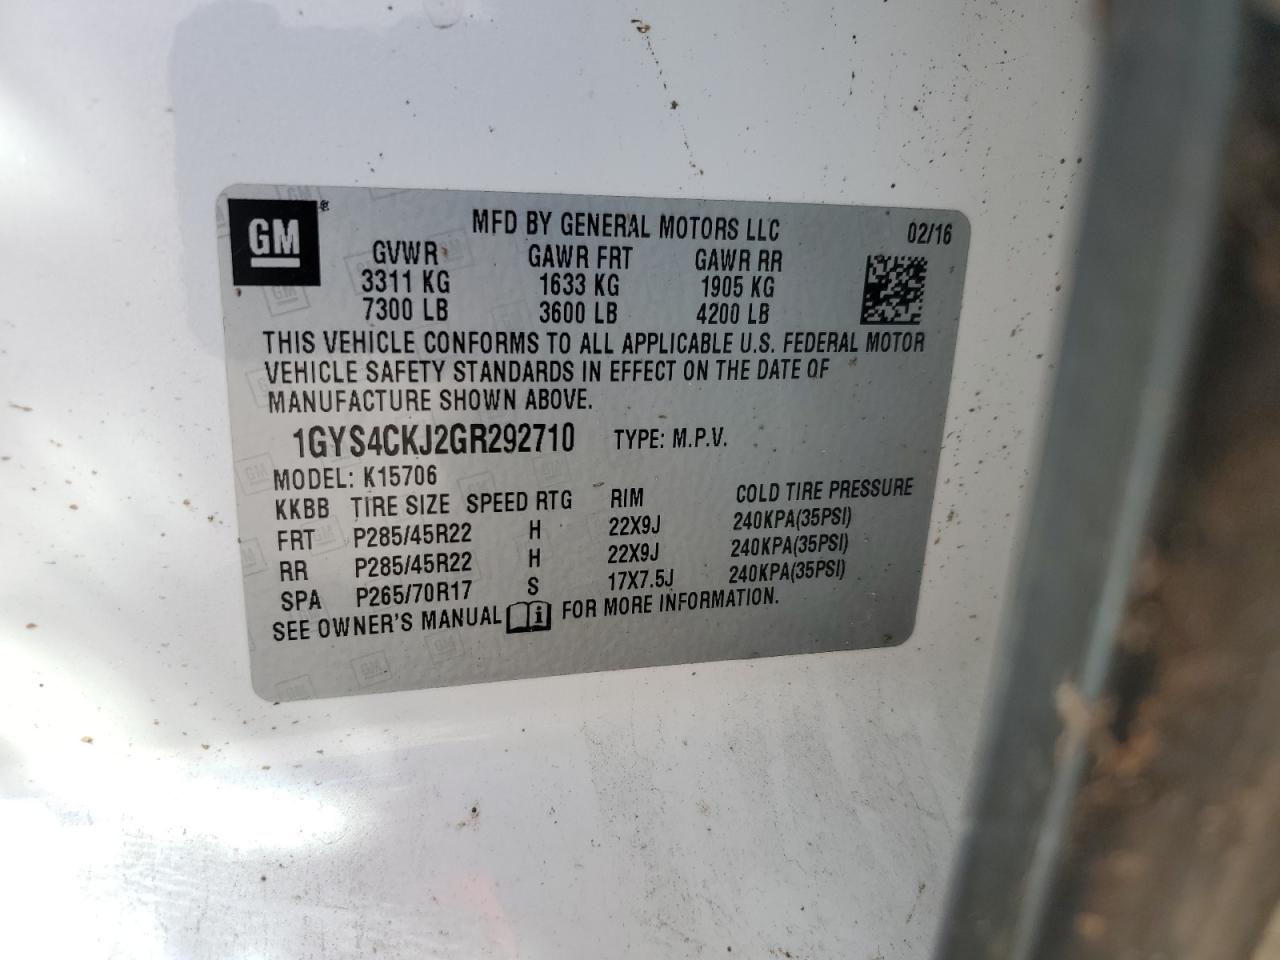 GM
MFD BY GENERAL MOTORS LLC 02/16
GVWR GAWR FRT GAWR RR
3311 KG 1633 KG 1905 KG
7300 LB 3600 LB 4200 LB
THIS VEHICLE CONFORMS TO ALL APPLICABLE U.S. FEDERAL MOTOR
VEHICLE SAFETY STANDARDS IN EFFECT ON THE DATE OF
MANUFACTURE SHOWN ABOVE.
1GYS4CKJ2GR292710 TYPE: M.P.V.
MODEL: K15706
KKBB TIRE SIZE SPEED RTG RIM COLD TIRE PRESSURE
FRT P285/45R22 H 22X9J 240KPA(35PSI)
RR P285/45R22 H 22X9J 240KPA(35PSI)
SPA P265/70R17 S 17X7.5J 240KPA(35PSI)
SEE OWNER'S MANUAL i FOR MORE INFORMATION.